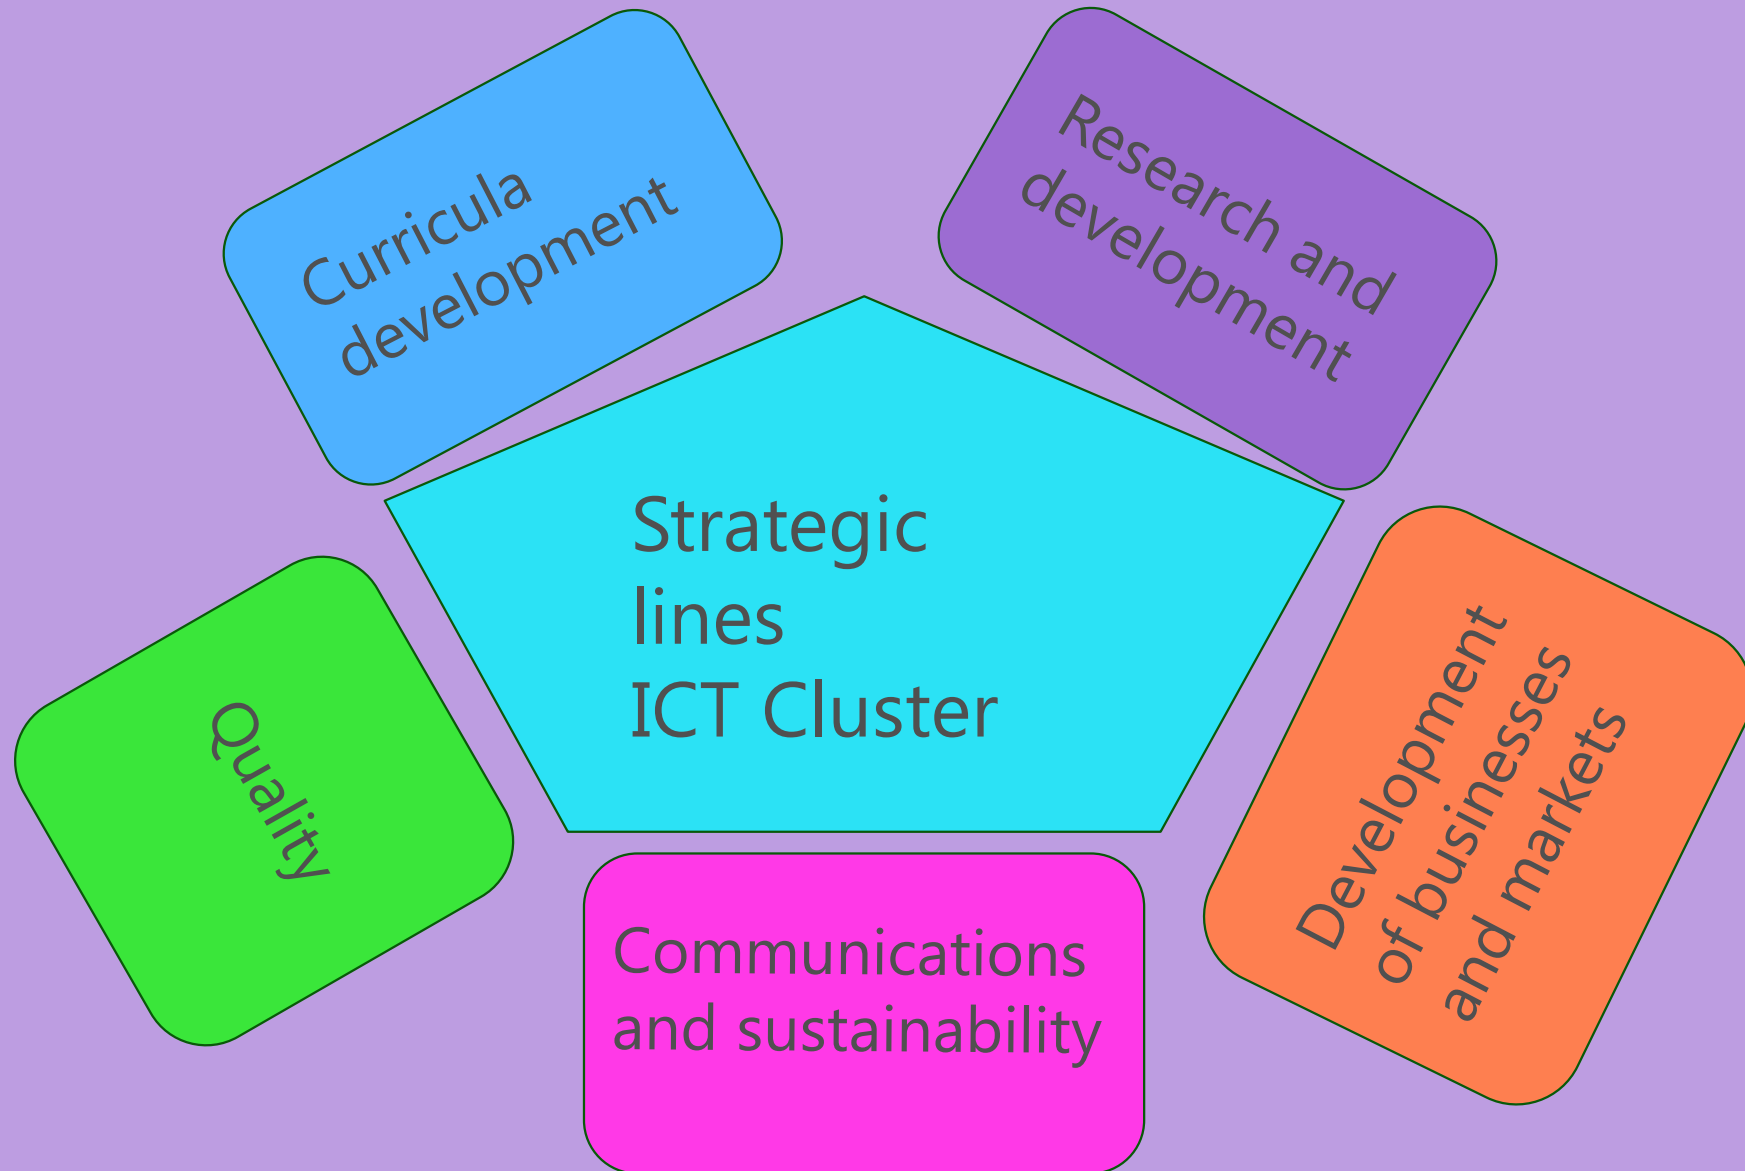 Curricula
development
Research and
development
Strategic
lines
ICT Cluster
Quality
Development
of businesses
and markets
Communications
and sustainability